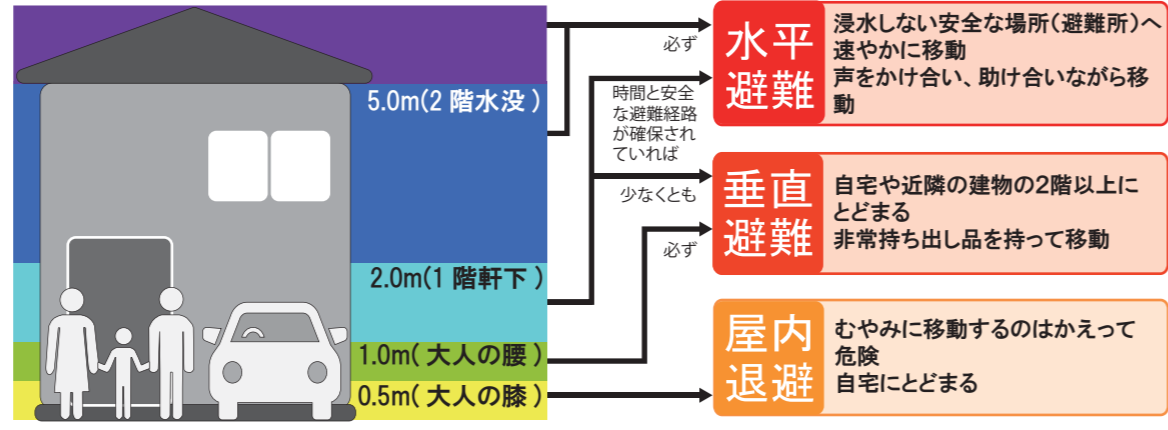 5.0m(2 階水没 )
2.0m(1 階軒下 )
1.0m( 大人の腰 )
0.5m( 大人の膝 )
必ず
時間と安全
な避難経路
が確保され
ていれば
少なくとも
必ず
水平
避難
浸水しない安全な場所(避難所)へ
速やかに移動
声をかけ合い、助け合いながら移
動
垂直
避難
自宅や近隣の建物の2階以上に
とどまる
非常持ち出し品を持って移動
屋内
退避
むやみに移動するのはかえって
危険
自宅にとどまる